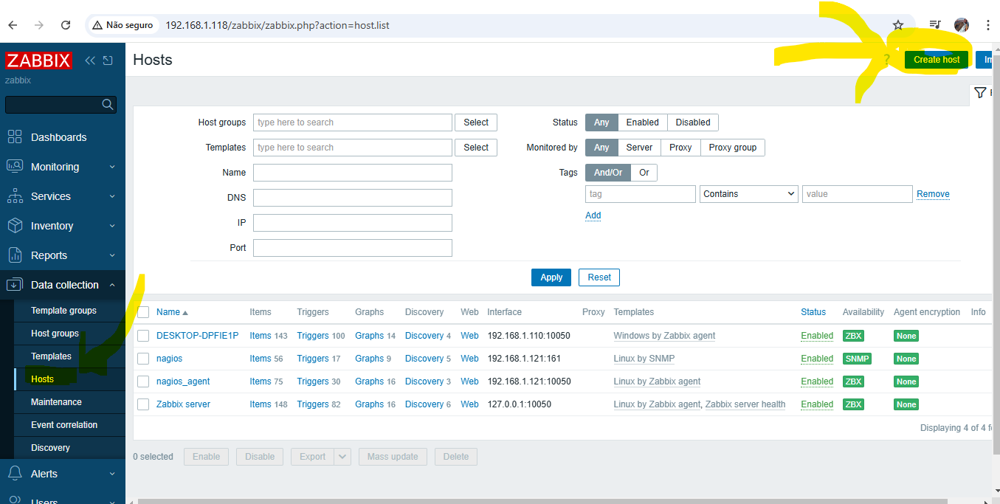 Não seguro 192.168.1.118/zabbix/zabbix.php?action=host.list
ZABBIX
zabbix
Dashboards
Monitoring
Services
Inventory
Reports
Data collection
Template groups
Host groups
Templates
Hosts
Maintenance
Event correlation
Discovery
Alerts
Users
Hosts
? Create host
Host groups type here to search Select
Templates type here to search Select
Name
DNS
IP
Port
Status Any Enabled Disabled
Monitored by Any Server Proxy Proxy group
Tags And/Or Or
tag Contains value Remove
Add
Apply Reset
Name Items Triggers Graphs Discovery Web Interface Proxy Templates Status Availability Agent encryption Info
DESKTOP-DPFIE1P Items 143 Triggers 100 Graphs 14 Discovery 4 Web 192.168.1.110:10050 Windows by Zabbix agent Enabled ZBX None
nagios Items 56 Triggers 17 Graphs 9 Discovery 5 Web 192.168.1.121:161 Linux by SNMP Enabled SNMP None
nagios_agent Items 75 Triggers 30 Graphs 16 Discovery 3 Web 192.168.1.121:10050 Linux by Zabbix agent Enabled ZBX None
Zabbix server Items 148 Triggers 82 Graphs 16 Discovery 6 Web 127.0.0.1:10050 Linux by Zabbix agent, Zabbix server health Enabled ZBX None
Displaying 4 of 4
0 selected Enable Disable Export Mass update Delete